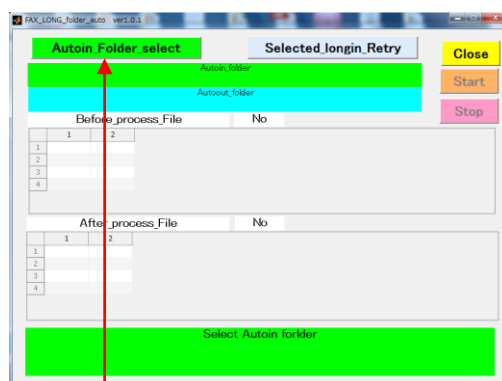 FAX_LONG_folder_auto ver1.0.1
Autoin_Folder_select Selected_longin_Retry Close
Autoin_folder Start
Autoout_folder
Stop
Before_process_File No
1 2
1
2
3
4
After_process_File No
1 2
1
2
3
4
Select Autoin forlder